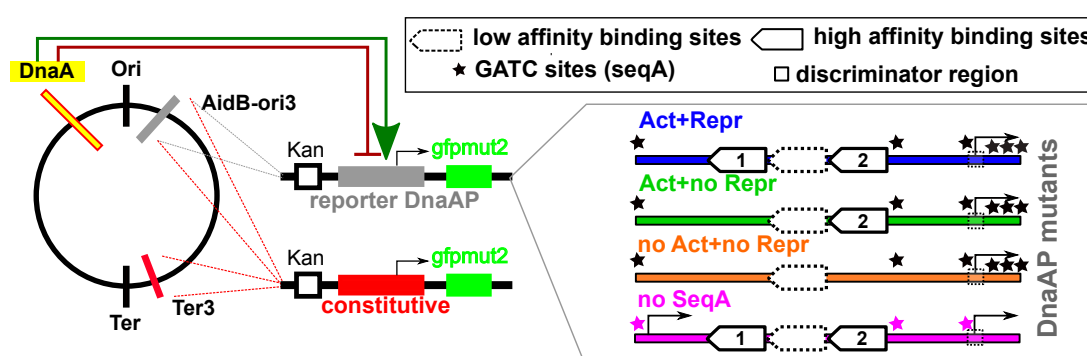 low affinity binding sites
high affinity binding sites
GATC sites (seqA)
discriminator region
DnaA
Ori
AidB-ori3
Kan
gfpmut2
reporter DnaAP
Kan
gfpmut2
constitutive
Ter
Ter3
Act+Repr
1
2
Act+no Repr
2
no Act+no Repr
no SeqA
1
2
DnaAP mutants